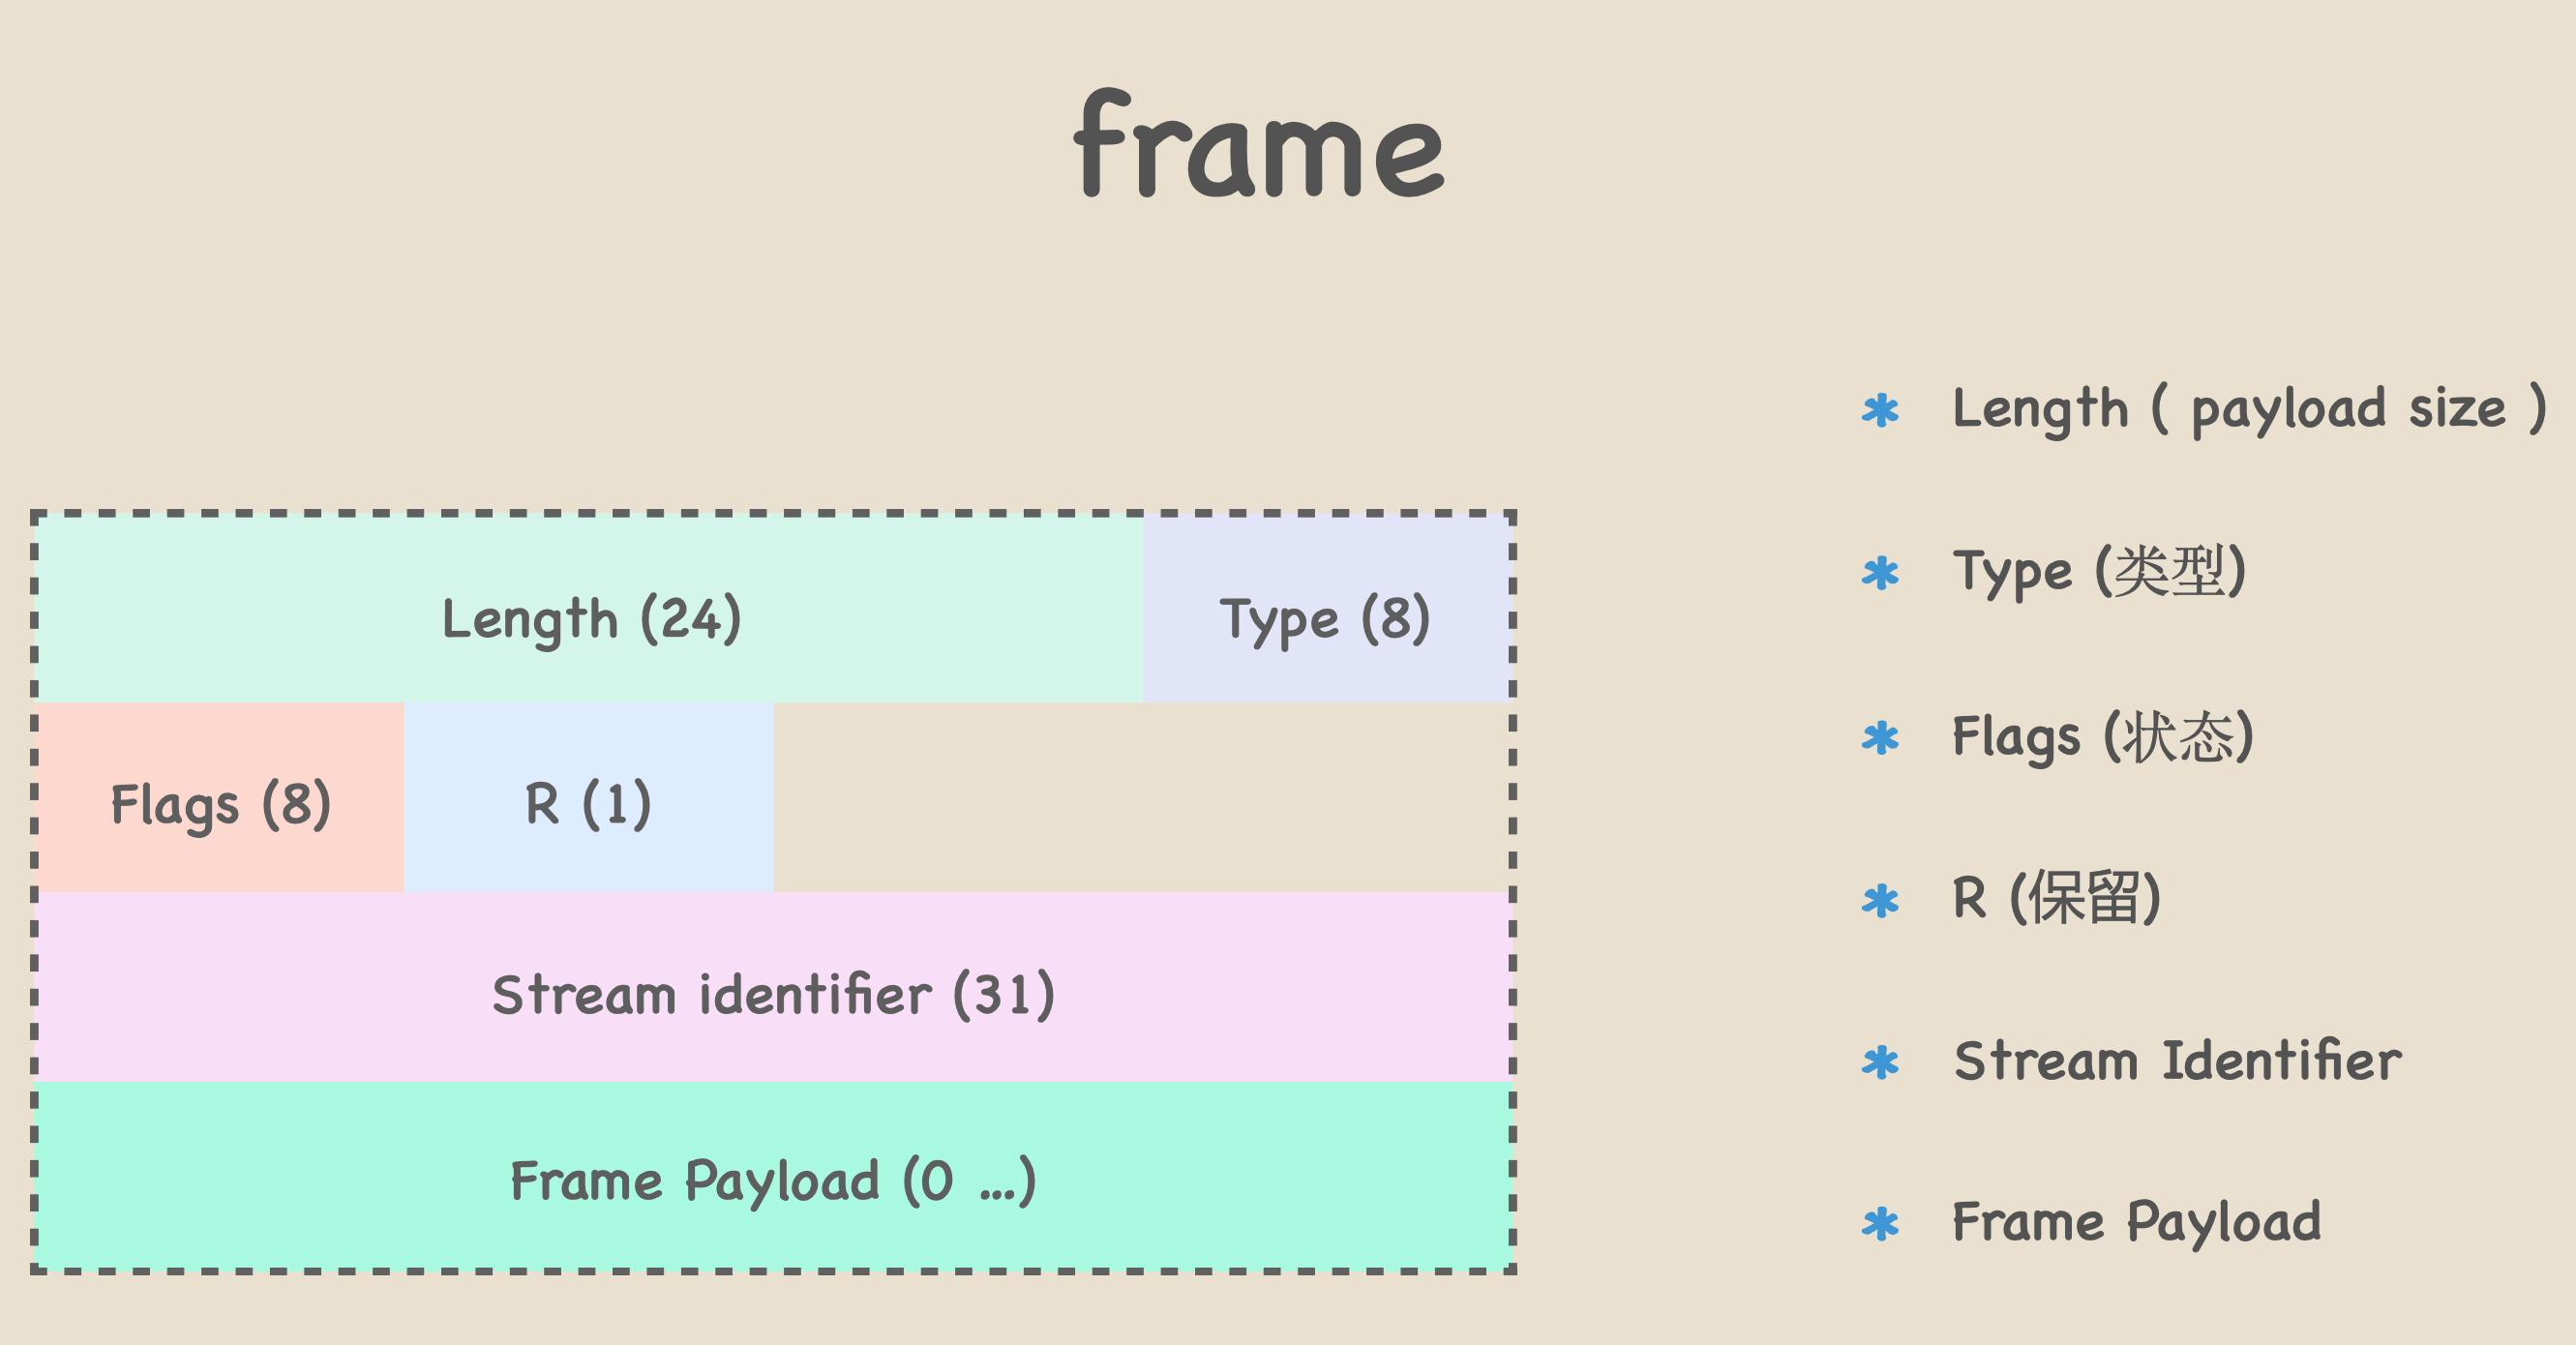 frame
Length (24)
Type (8)
Flags (8)
R (1)
Stream identifier (31)
Frame Payload (0 ...)
* Length ( payload size )
* Type (类型)
* Flags (状态)
* R (保留)
* Stream Identifier
* Frame Payload